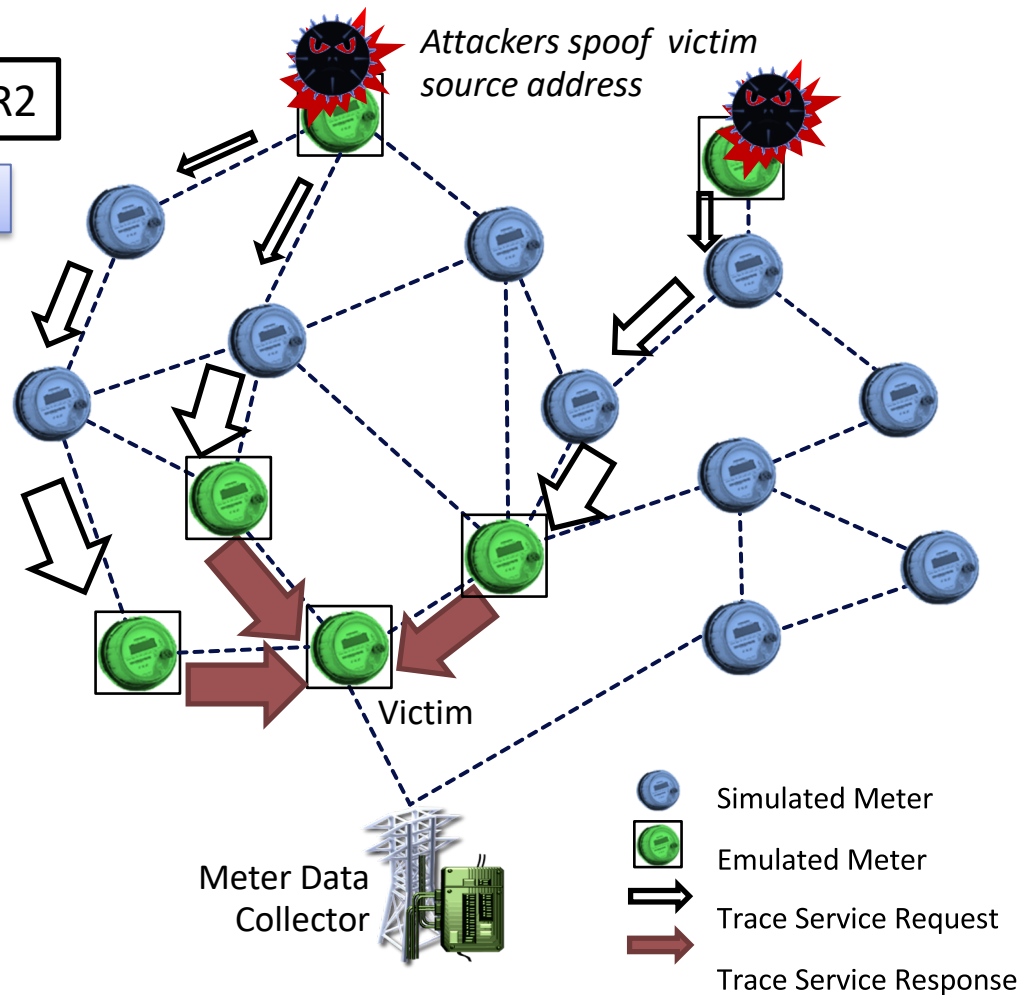 Attackers spoof victim
source address
R2
Victim
Meter Data
Collector
Simulated Meter
Emulated Meter
Trace Service Request
Trace Service Response